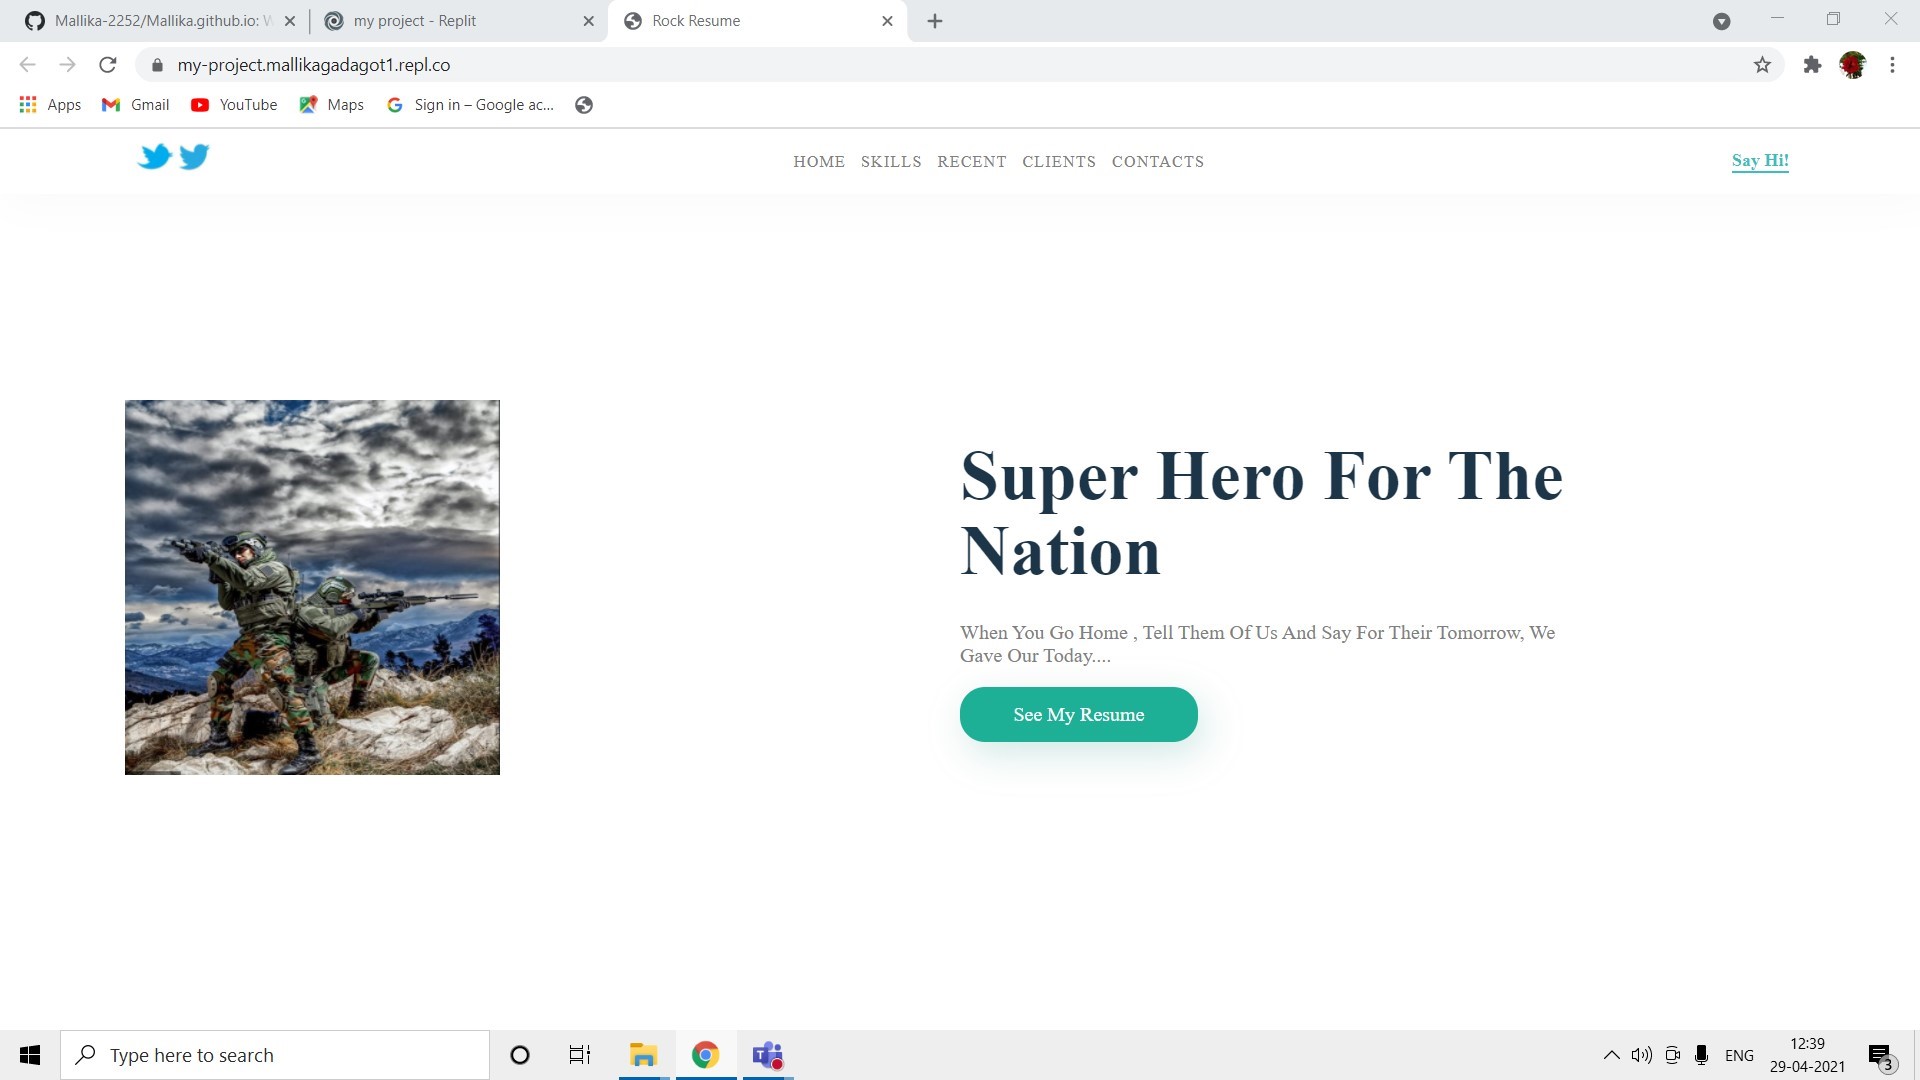 Mallika-2252/Mallika.github.io: W
my project - Replit
Rock Resume
my-project.mallikagadagot1.repl.co
Apps
Gmail
YouTube
Maps
Sign in – Google ac...
HOME SKILLS RECENT CLIENTS CONTACTS
Say Hi!
Super Hero For The
Nation
When You Go Home , Tell Them Of Us And Say For Their Tomorrow, We
Gave Our Today....
See My Resume
Type here to search
ENG
12:39
29-04-2021
3